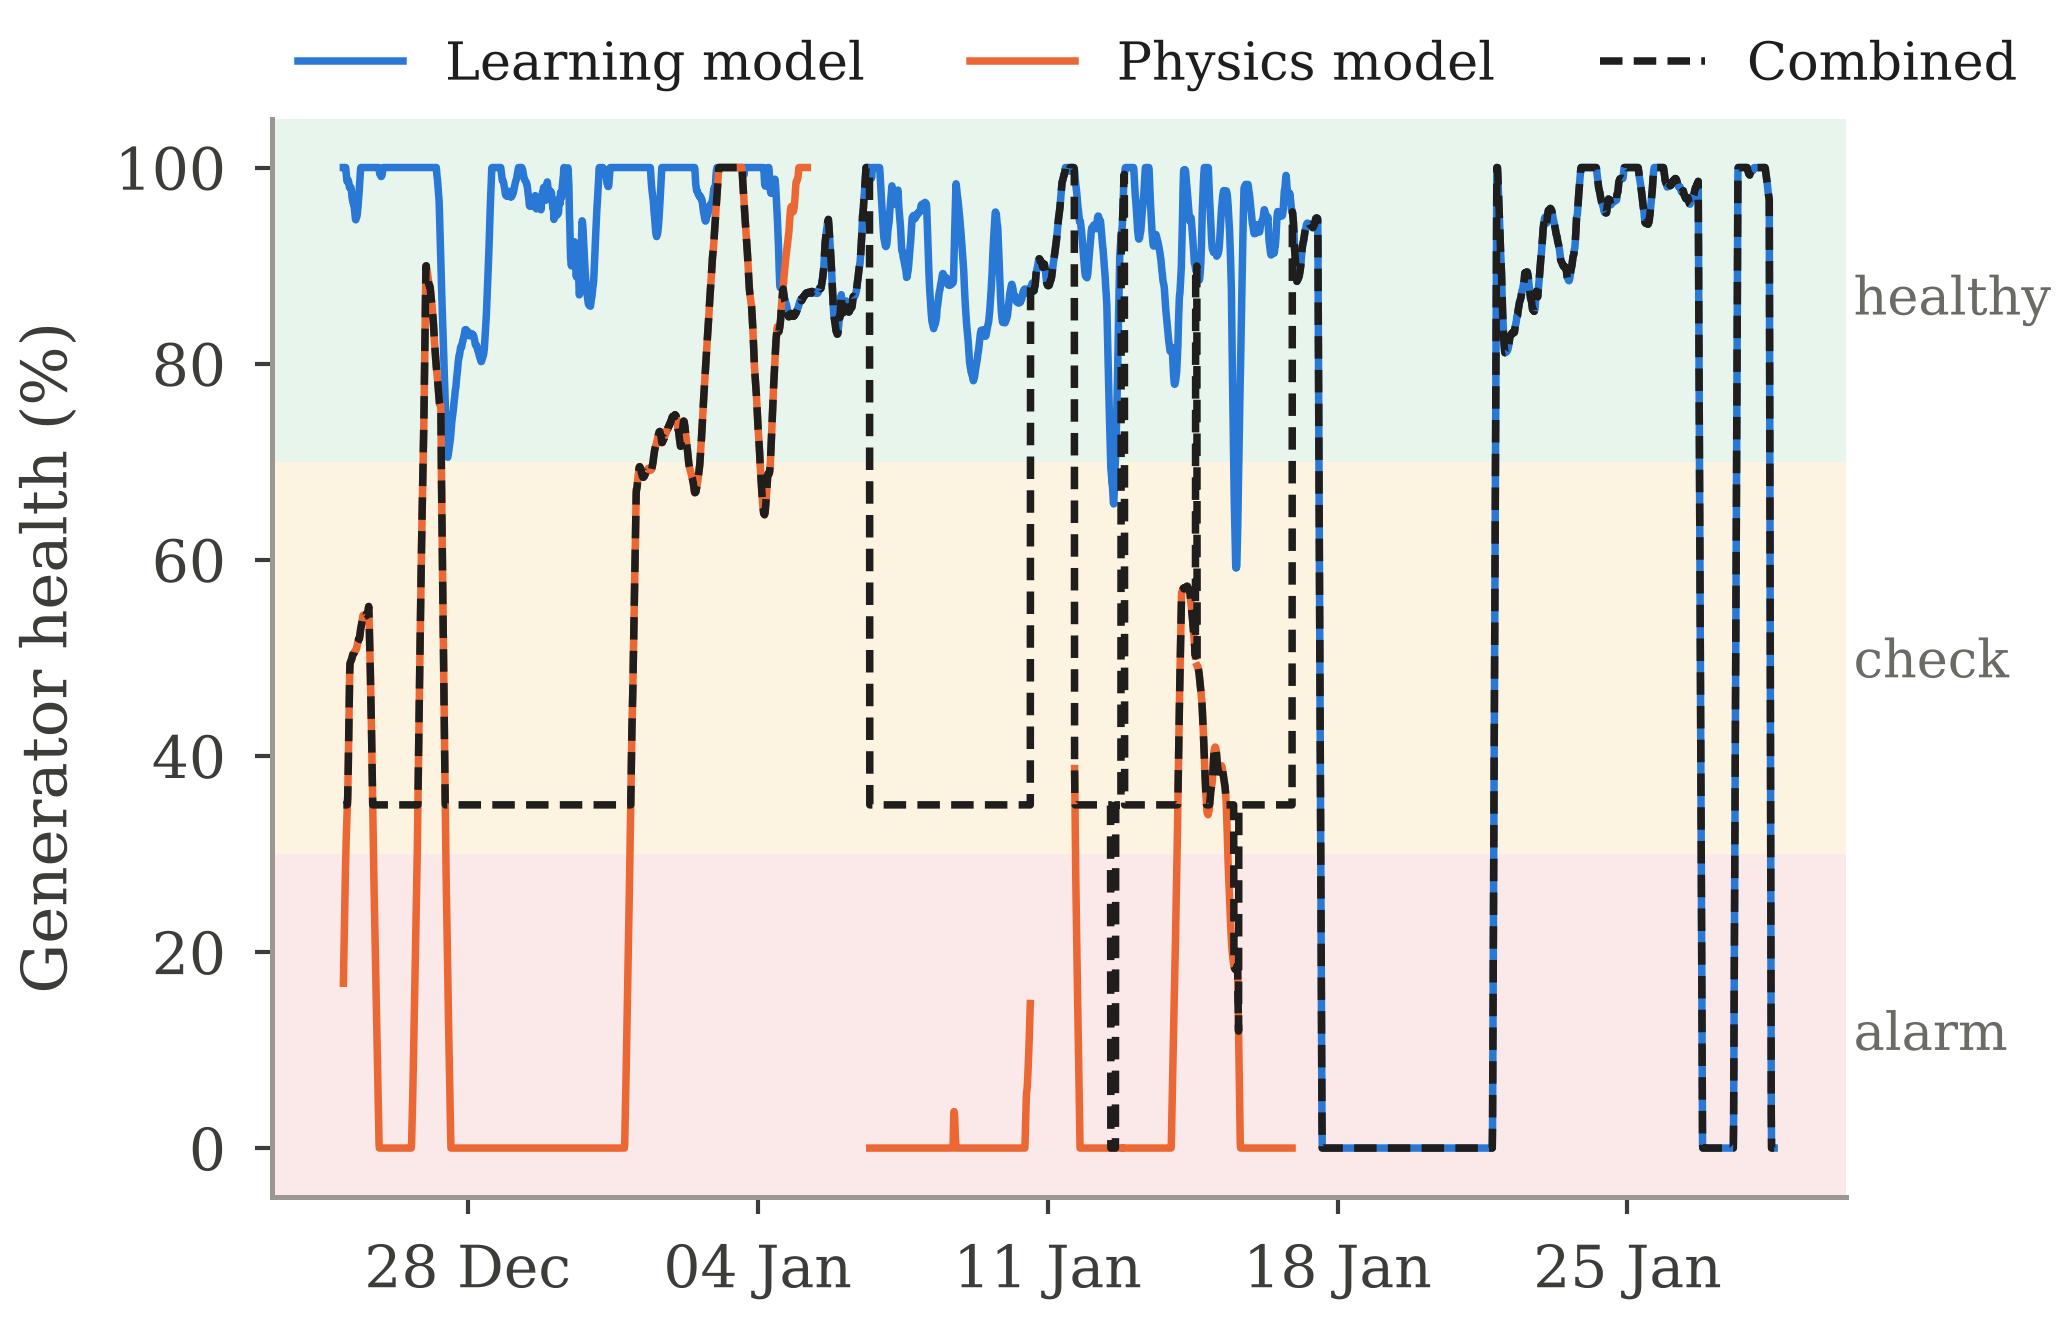 Learning model Physics model Combined
Generator health (%)
100
80
60
40
20
0
healthy
check
alarm
28 Dec 04 Jan 11 Jan 18 Jan 25 Jan